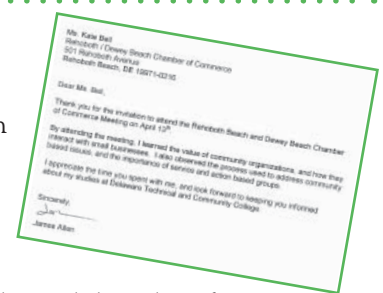 Ms. Kate Bell
Rehoboth / Dewey Beach Chamber of Commerce
501 Rehoboth Avenue
Rehoboth Beach, DE 19971-0216
Dear Ms. Bell,
Thank you for the invitation to attend the Rehoboth Beach and Dewey Beach Chamber
of Commerce Meeting on April 13th.
By attending the meeting, I learned the value of community organizations, and how they
interact with small businesses. I also observed the process used to address community
based issues, and the importance of service and action based groups.
I appreciate the time you spent with me, and look forward to keeping you informed
about my studies at Delaware Technical and Community College.
Sincerely,
James Allen